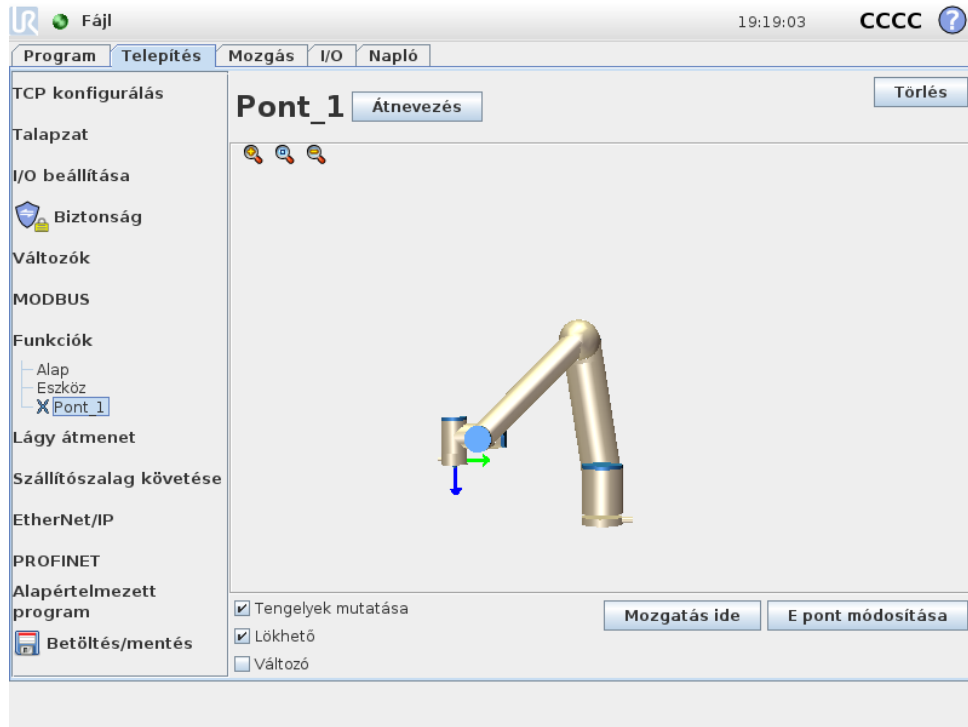 UR
Fájl
19:19:03
CCCC
?
Program
Telepítés
Mozgás
I/O
Napló
TCP konfigurálás
Talapzat
I/O beállítása
Biztonság
Változók
MODBUS
Funkciók
Alap
Eszköz
Pont_1
Lágy átmenet
Szállítószalag követése
EtherNet/IP
PROFINET
Alapértelmezett
program
Betöltés/mentés
Pont_1
Átnevezés
Törlés
Tengelyek mutatása
Lökhető
Változó
Mozgatás ide
E pont módosítása